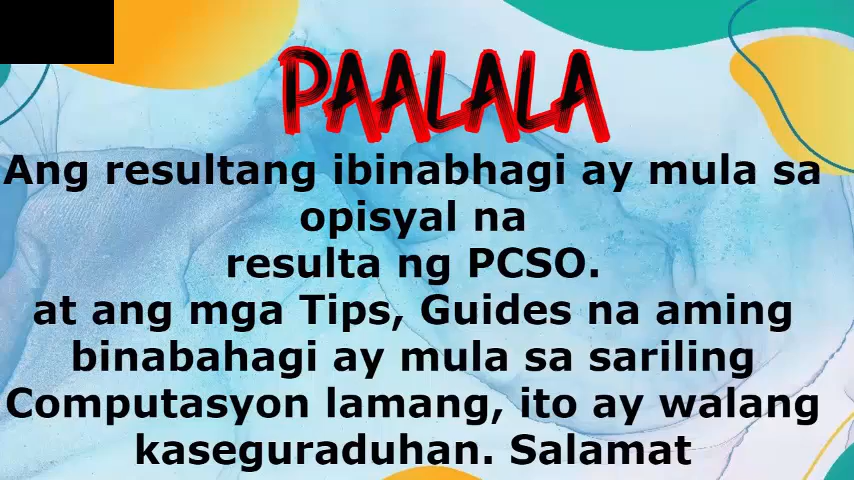 PAALALA
Ang resultang ibinabhagi ay mula sa
opisyal na
resulta ng PCSO.
at ang mga Tips, Guides na aming
binabahagi ay mula sa sariling
Computasyon lamang, ito ay walang
kaseguraduhan. Salamat